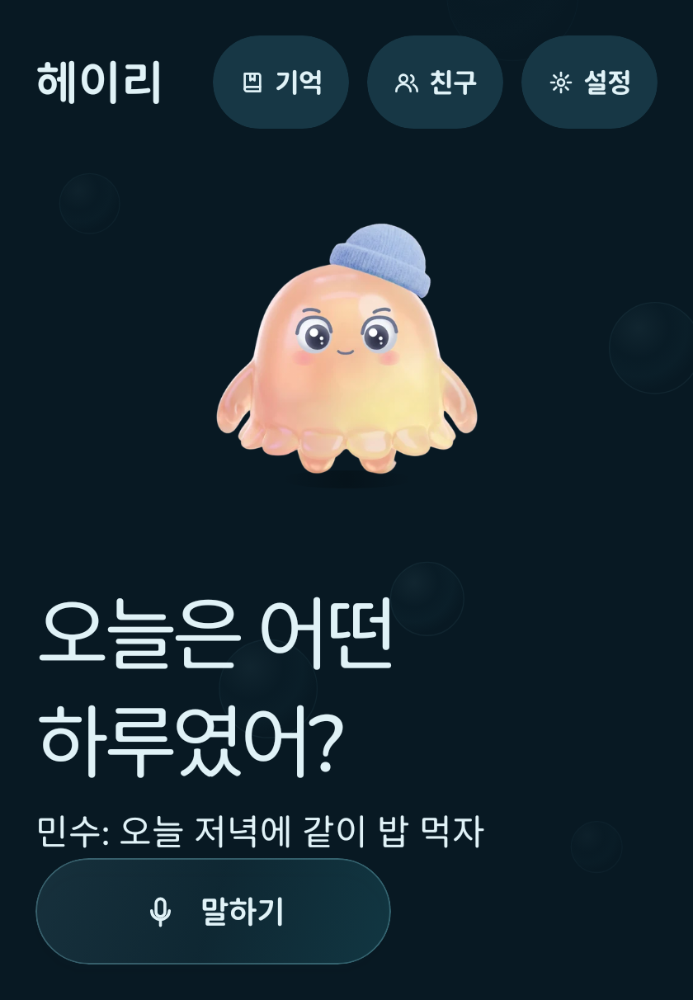 헤이리
기억
친구
설정
오늘은 어떤
하루였어?
민수: 오늘 저녁에 같이 밥 먹자
말하기